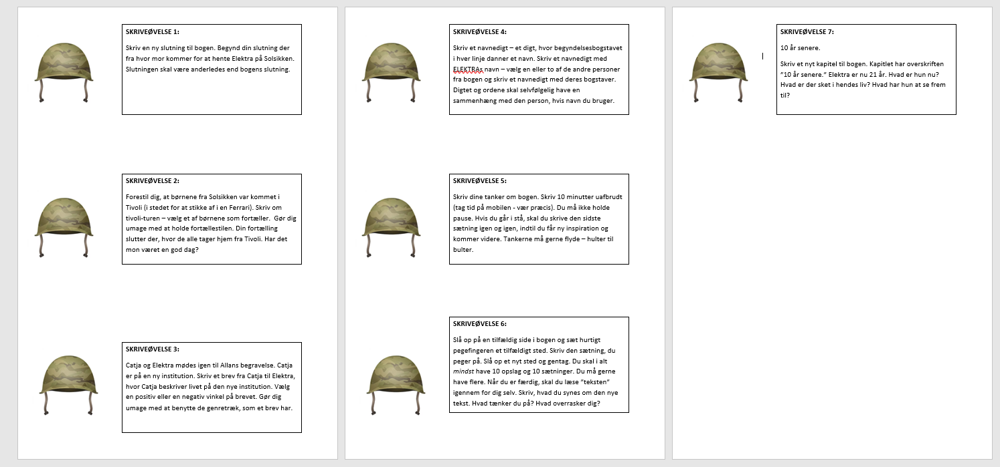 SKRIVEØVELSE 1:
Skriv en ny slutning til bogen. Begynd din slutning der
fra hvor mor kommer for at hente Elektra på Solsikken.
Slutningen skal være anderledes end bogens slutning.
SKRIVEØVELSE 2:
Forestil dig, at børnene fra Solsikken var kommet i
Tivoli (i stedet for at stikke af i en Ferrari). Skriv om
tivoli-turen – vælg et af børnene som fortæller.  Gør dig
umage med at holde fortællestilen. Din fortælling
slutter der, hvor de alle tager hjem fra Tivoli. Har det
mon været en god dag?
SKRIVEØVELSE 3:
Catja og Elektra mødes igen til Allans begravelse. Catja
er på en ny institution. Skriv et brev fra Catja til Elektra,
hvor Catja beskriver livet på den nye institution. Vælg
en positiv eller en negativ vinkel på brevet. Gør dig
umage med at benytte de genretræk, som et brev har.
SKRIVEØVELSE 4:
Skriv et navnedigt – et digt, hvor begyndelsesbogstavet
i hver linje danner et navn. Skriv et navnedigt med
ELEKTRAs navn – vælg en eller to af de andre personer
fra bogen og skriv et navnedigt med deres bogstaver.
Digtet og ordene skal selvfølgelig have en
sammenhæng med den person, hvis navn du bruger.
SKRIVEØVELSE 5:
Skriv dine tanker om bogen. Skriv 10 minutter uafbrudt
(tag tid på mobilen - vær præcis). Du må ikke holde
pause. Hvis du går i stå, skal du skrive den sidste
sætning igen og igen, indtil du får ny inspiration og
kommer videre. Tankerne må gerne flyde – hulter til
bulter.
SKRIVEØVELSE 6:
Slå op på en tilfældig side i bogen og sæt hurtigt
pegefingeren et tilfældigt sted. Skriv den sætning, du
peger på. Slå op et nyt sted og gentag. Du skal i alt
mindst have 10 opslag og 10 sætninger. Du må gerne
have flere. Når du er færdig, skal du læse ”teksten”
igennem for dig selv. Skriv, hvad du synes om den nye
tekst. Hvad tænker du på? Hvad overrasker dig?
SKRIVEØVELSE 7:
10 år senere.
Skriv et nyt kapitel til bogen. Kapitlet har overskriften
”10 år senere.” Elektra er nu 21 år. Hvad er hun nu?
Hvad er der sket i hendes liv? Hvad har hun at se frem
til?